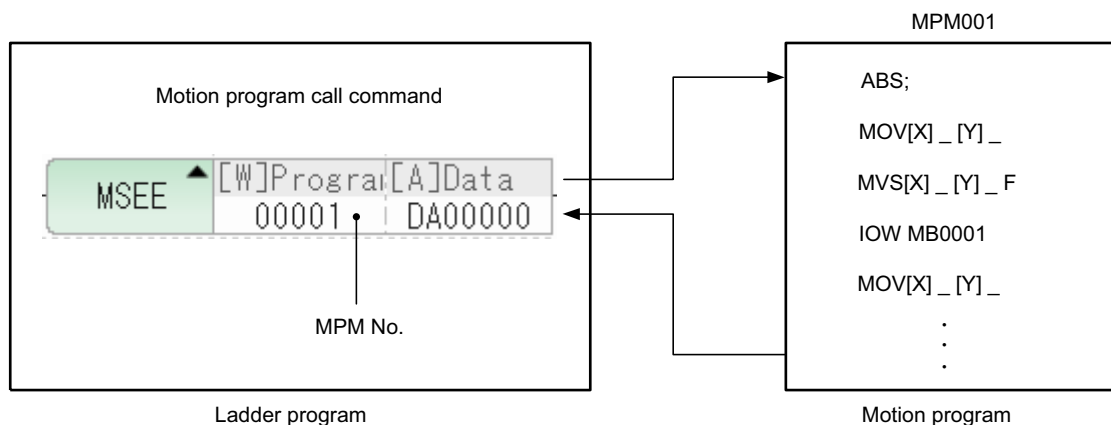 MPM001
Motion program call command
MSEE
[W]Program
[A]Data
00001
DA00000
MPM No.
Ladder program
ABS;
MOV[X] _ [Y] _
MVS[X] _ [Y] _ F
IOW MB0001
MOV[X] _ [Y] _
.
.
.
Motion program